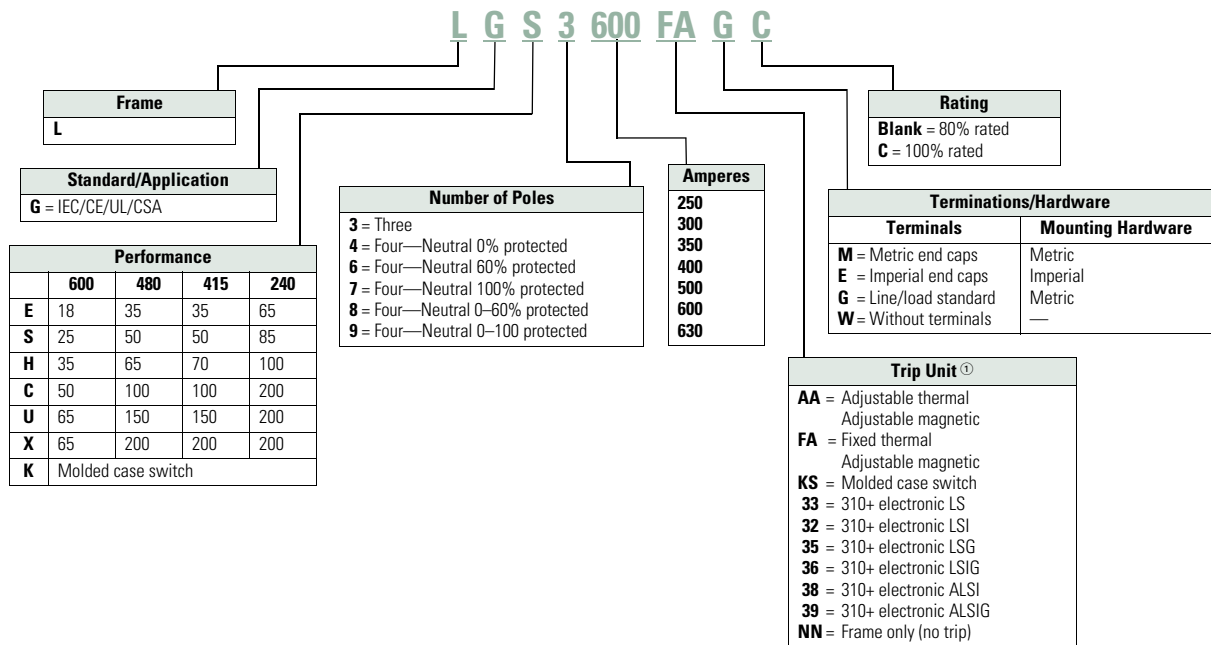 L G S 3 600 FA G C
Frame
L
Standard/Application
G = IEC/CE/UL/CSA
Performance
600 480 415 240
E 18 35 35 65
S 25 50 50 85
H 35 65 70 100
C 50 100 100 200
U 65 150 150 200
X 65 200 200 200
K Molded case switch
Number of Poles
3 = Three
4 = Four—Neutral 0% protected
6 = Four—Neutral 60% protected
7 = Four—Neutral 100% protected
8 = Four—Neutral 0–60% protected
9 = Four—Neutral 0–100 protected
Amperes
250
300
350
400
500
600
630
Rating
Blank = 80% rated
C = 100% rated
Terminations/Hardware
Terminals Mounting Hardware
M = Metric end caps Metric
E = Imperial end caps Imperial
G = Line/load standard Metric
W = Without terminals —
Trip Unit ①
AA = Adjustable thermal
Adjustable magnetic
FA = Fixed thermal
Adjustable magnetic
KS = Molded case switch
33 = 310+ electronic LS
32 = 310+ electronic LSI
35 = 310+ electronic LSG
36 = 310+ electronic LSIG
38 = 310+ electronic ALSI
39 = 310+ electronic ALSIG
NN = Frame only (no trip)